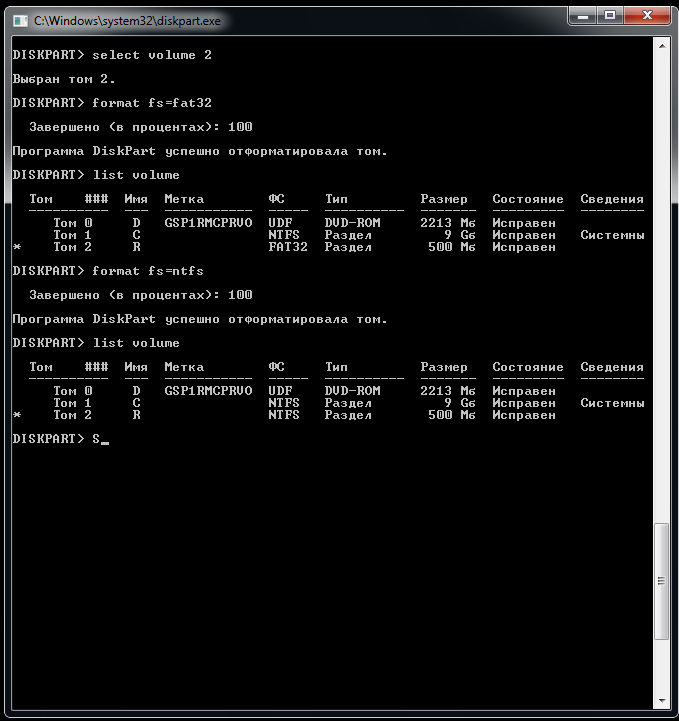 C:\Windows\system32\diskpart.exe
DISKPART> select volume 2
Выбран том 2.
DISKPART> format fs=fat32
Завершено (в процентах): 100
Программа DiskPart успешно отформатировала том.
DISKPART> list volume
Том ### Имя Метка ФС Тип Размер Состояние Сведения
---------- --- ----------- ----- ---------- ------- --------- --------
Том 0 D GSP1RMCPRVO UDF DVD-ROM 2213 Мб Исправен
Том 1 C NTFS Раздел 9 Gб Исправен Системны
* Том 2 R FAT32 Раздел 500 Мб Исправен
DISKPART> format fs=ntfs
Завершено (в процентах): 100
Программа DiskPart успешно отформатировала том.
DISKPART> list volume
Том ### Имя Метка ФС Тип Размер Состояние Сведения
---------- --- ----------- ----- ---------- ------- --------- --------
Том 0 D GSP1RMCPRVO UDF DVD-ROM 2213 Мб Исправен
Том 1 C NTFS Раздел 9 Gб Исправен Системны
* Том 2 R NTFS Раздел 500 Мб Исправен
DISKPART> S_